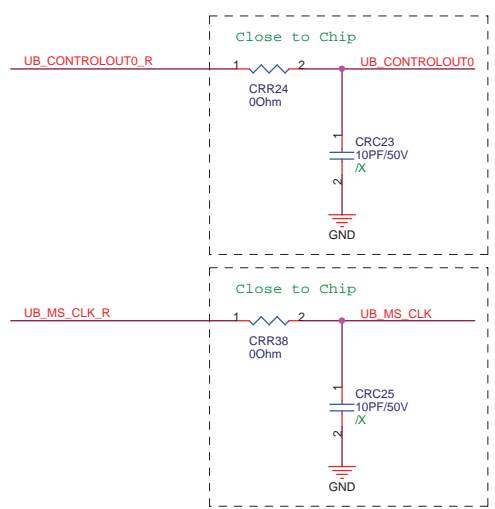 Close to Chip
UB_CONTROLOUT0_R
1
2
UB_CONTROLOUT0
CRR24
0Ohm
1
CRC23
10PF/50V
/X
2
GND
Close to Chip
UB_MS_CLK_R
1
2
UB_MS_CLK
CRR38
0Ohm
1
CRC25
10PF/50V
/X
2
GND